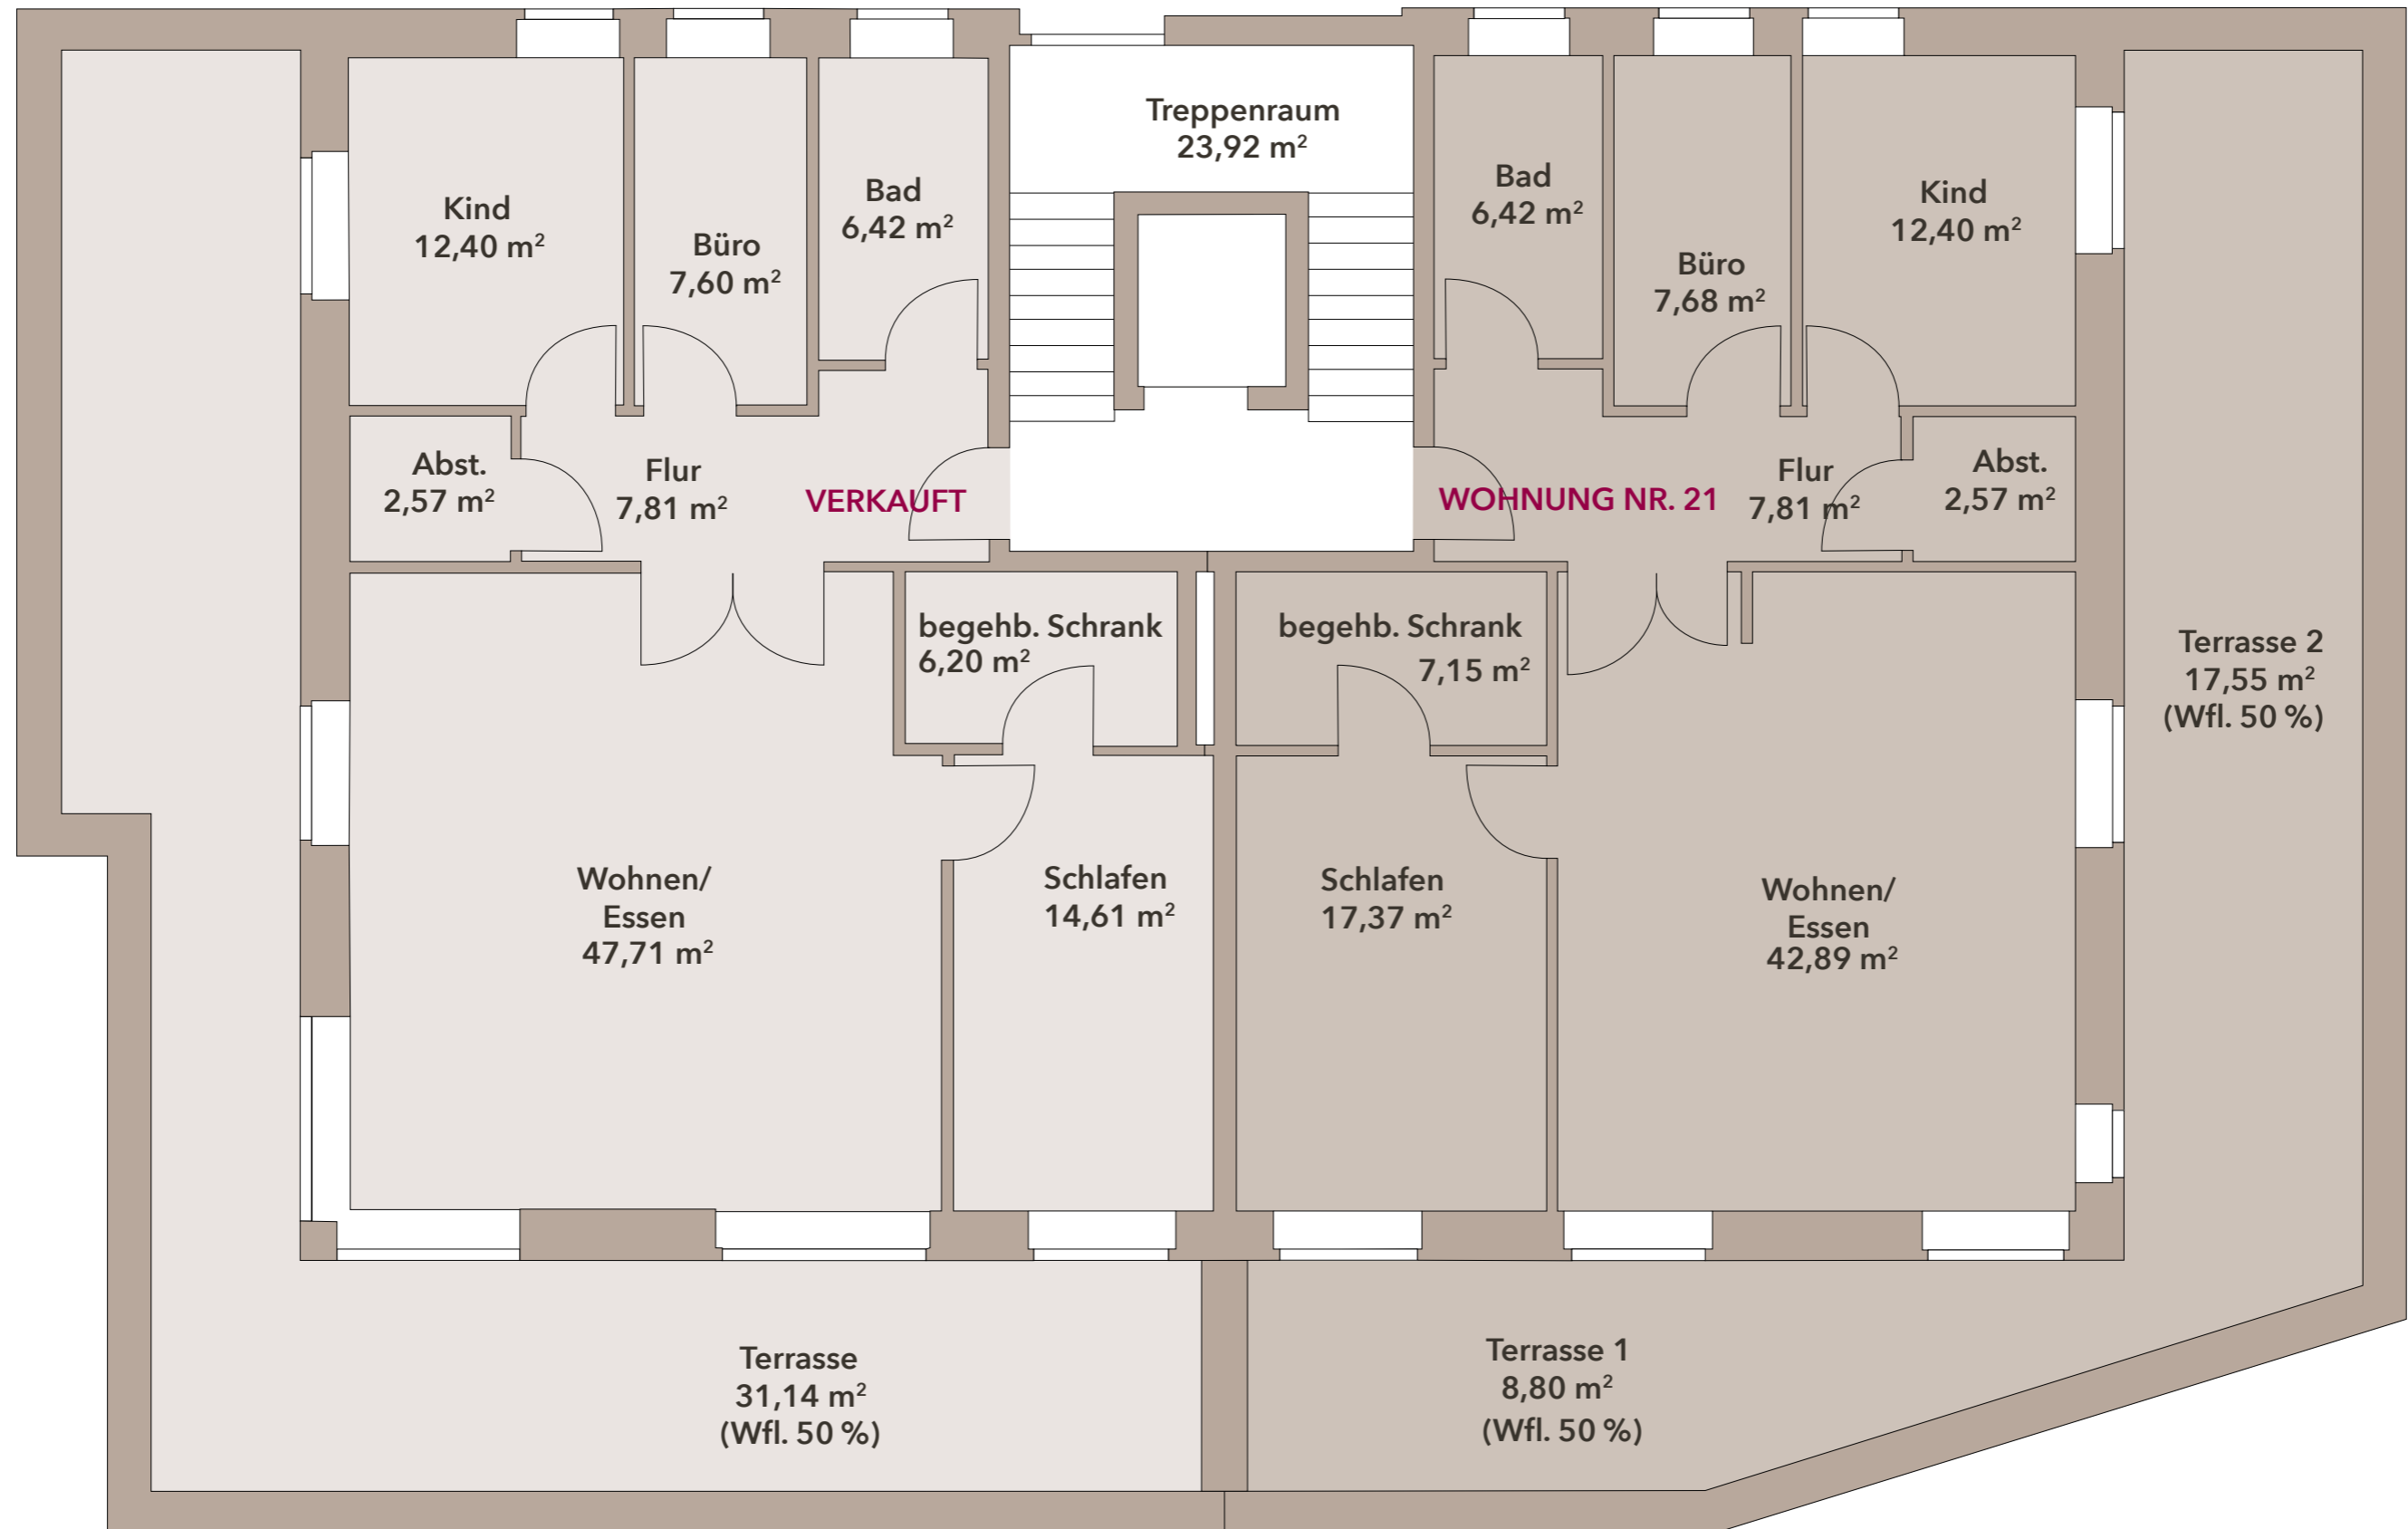 Treppenraum
23,92 m²
Kind
12,40 m²
Büro
7,60 m²
Bad
6,42 m²
Bad
6,42 m²
Büro
7,68 m²
Kind
12,40 m²
Abst.
2,57 m²
Flur
7,81 m²
VERKAUFT
WOHNUNG NR. 21
Flur
7,81 m²
Abst.
2,57 m²
begehb. Schrank
6,20 m²
begehb. Schrank
7,15 m²
Terrasse 2
17,55 m²
(Wfl. 50 %)
Wohnen/
Essen
47,71 m²
Schlafen
14,61 m²
Schlafen
17,37 m²
Wohnen/
Essen
42,89 m²
Terrasse
31,14 m²
(Wfl. 50 %)
Terrasse 1
8,80 m²
(Wfl. 50 %)